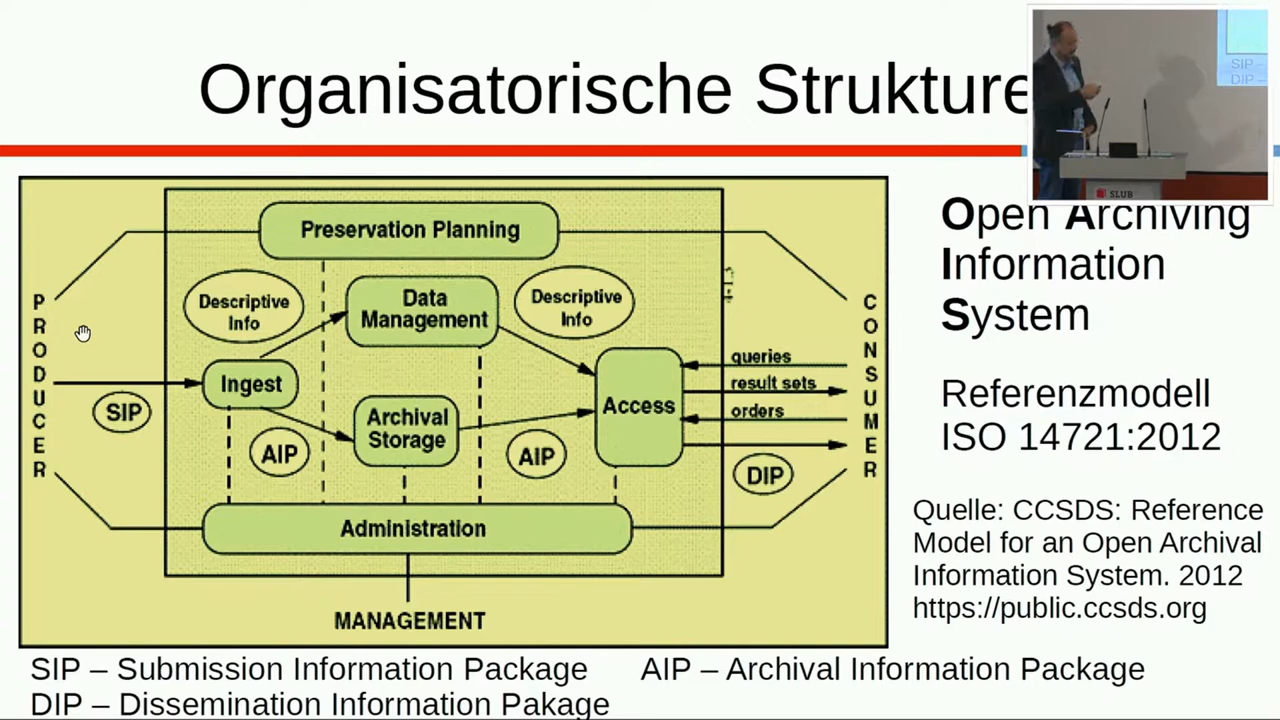 Organisatorische Strukture
SIP –
DIP –
SLUB
Open Archiving
Information
System
Referenzmodell
ISO 14721:2012
Quelle: CCSDS: Reference
Model for an Open Archival
Information System. 2012
https://public.ccsds.org
Preservation Planning
Descriptive
Info
Data
Management
Descriptive
Info
PRODUCER
CONSUMER
Ingest
SIP
AIP
Archival
Storage
AIP
Access
queries
result sets
orders
DIP
Administration
MANAGEMENT
SIP – Submission Information Package
AIP – Archival Information Package
DIP – Dissemination Information Pakage